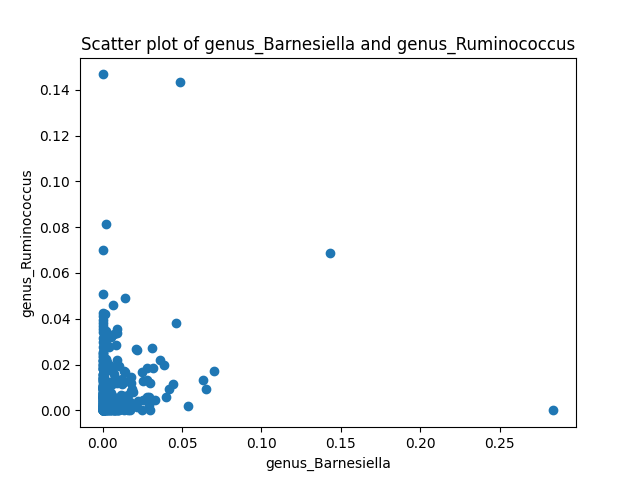 Scatter plot of genus_Barnesiella and genus_Ruminococcus
0.14
0.12
0.10
0.08
0.06
0.04
0.02
0.00
genus_Ruminococcus
0.00 0.05 0.10 0.15 0.20 0.25
genus_Barnesiella